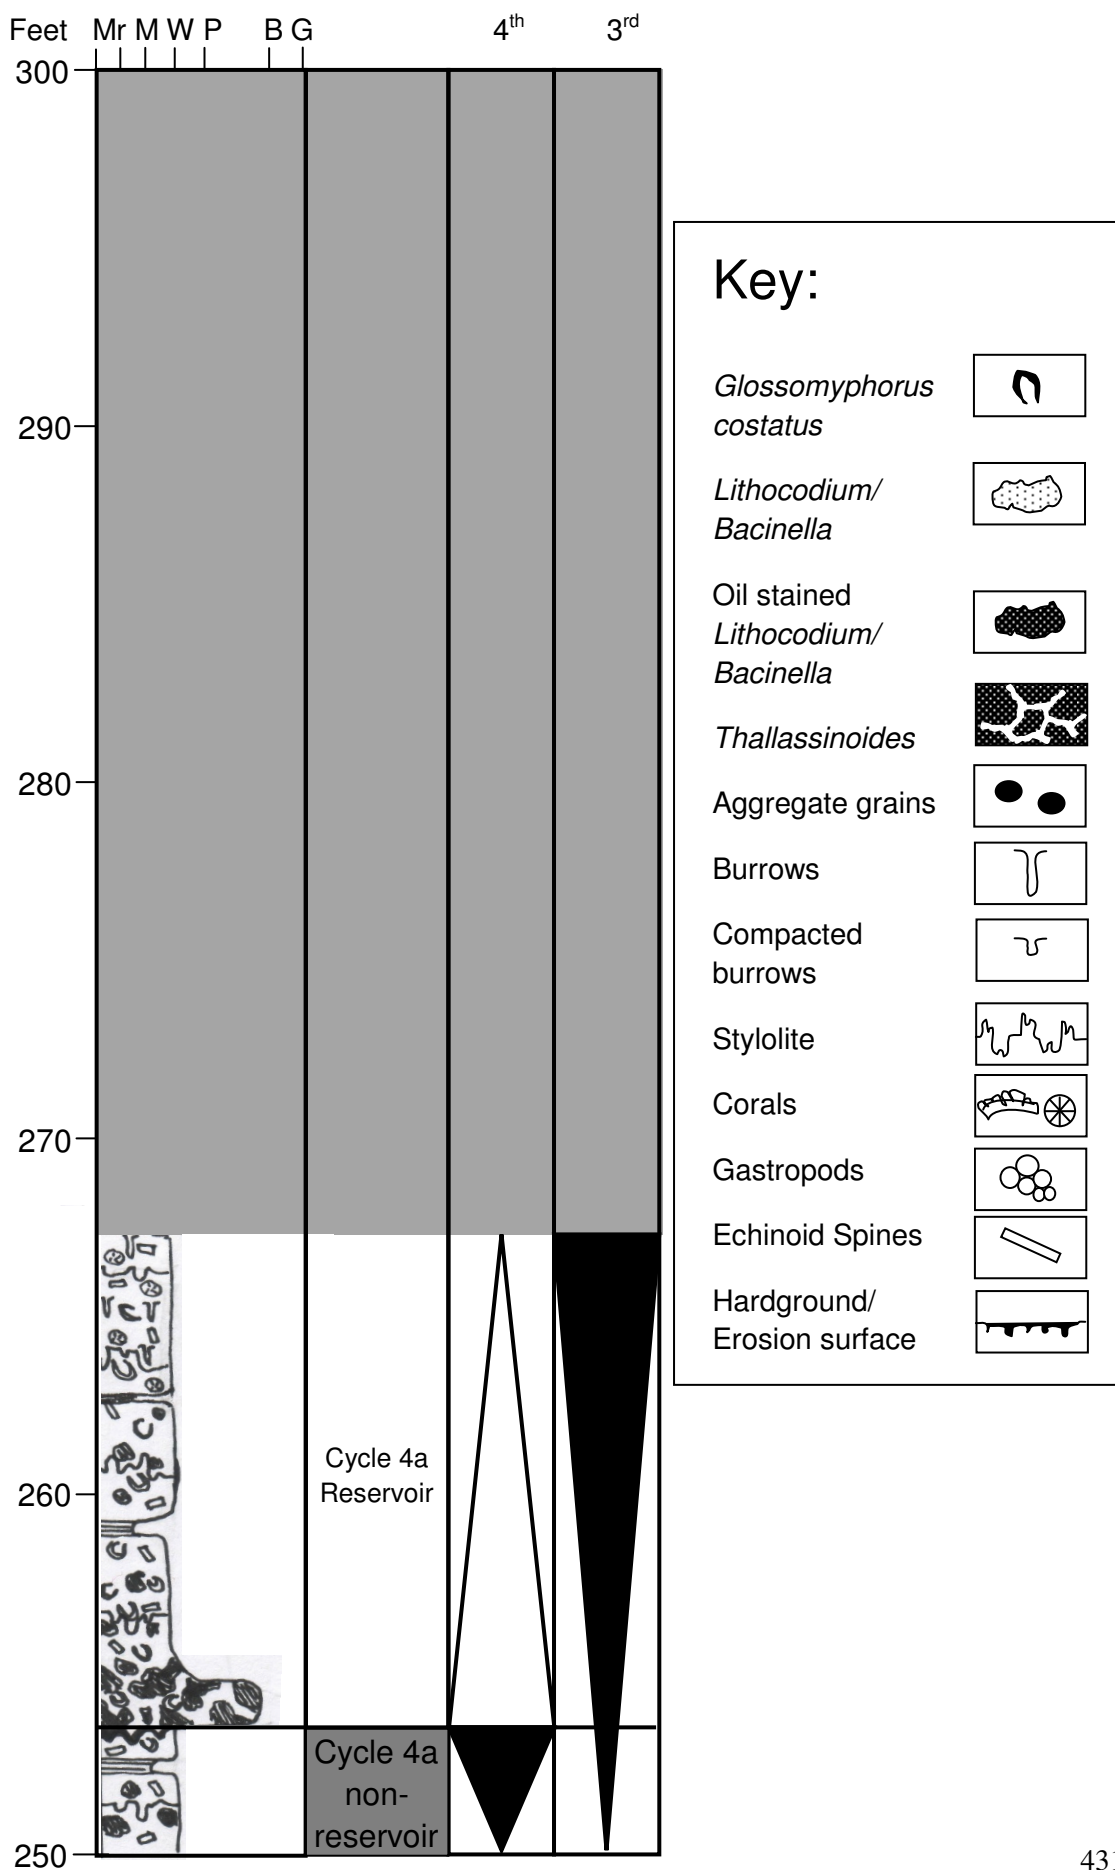 Feet Mr M W P B G 4th 3rd
300
290
280
270
260
250
Cycle 4a
Reservoir
Cycle 4a
non-
reservoir
Key:
Glossomyphorus
costatus
Lithocodium/
Bacinella
Oil stained
Lithocodium/
Bacinella
Thallassinoides
Aggregate grains
Burrows
Compacted
burrows
Stylolite
Corals
Gastropods
Echinoid Spines
Hardground/
Erosion surface
431